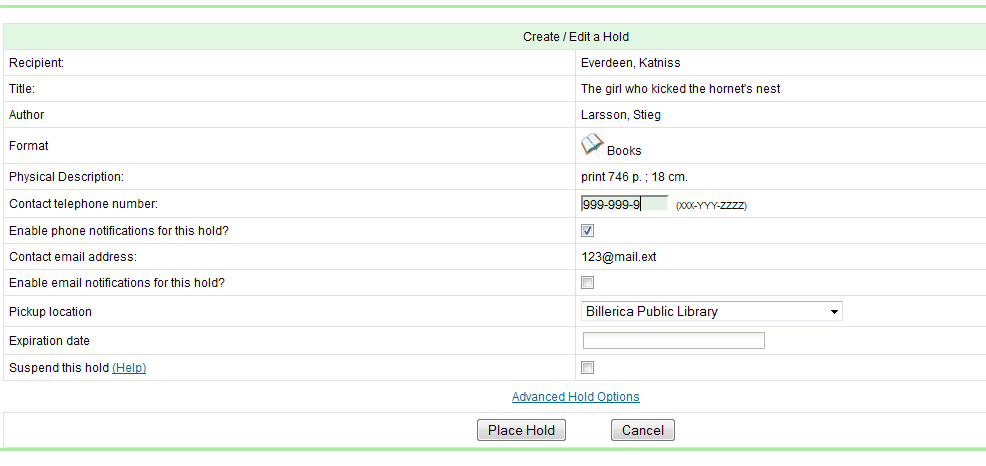 Create / Edit a Hold
Recipient: Everdeen, Katniss
Title: The girl who kicked the hornet's nest
Author Larsson, Stieg
Format Books
Physical Description: print 746 p. ; 18 cm.
Contact telephone number: 999-999-9 (XXX-YYY-ZZZZ)
Enable phone notifications for this hold?
Contact email address: 123@mail.ext
Enable email notifications for this hold?
Pickup location Billerica Public Library
Expiration date
Suspend this hold (Help)
Advanced Hold Options
Place Hold Cancel